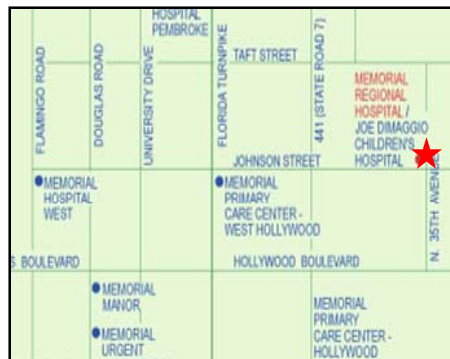 HOSPITAL
PEMBROKE
FLAMINGO ROAD
DOUGLAS ROAD
UNIVERSITY DRIVE
FLORIDA TURNPIKE
TAFT STREET
441 (STATE ROAD 7)
MEMORIAL
REGIONAL
HOSPITAL /
JOE DIMAGGIO
CHILDREN'S
HOSPITAL
JOHNSON STREET
N. 35TH AVENUE
MEMORIAL
HOSPITAL
WEST
MEMORIAL
PRIMARY
CARE CENTER -
WEST HOLLYWOOD
S BOULEVARD
HOLLYWOOD BOULEVARD
MEMORIAL
MANOR
MEMORIAL
URGENT
MEMORIAL
PRIMARY
CARE CENTER -
HOLLYWOOD